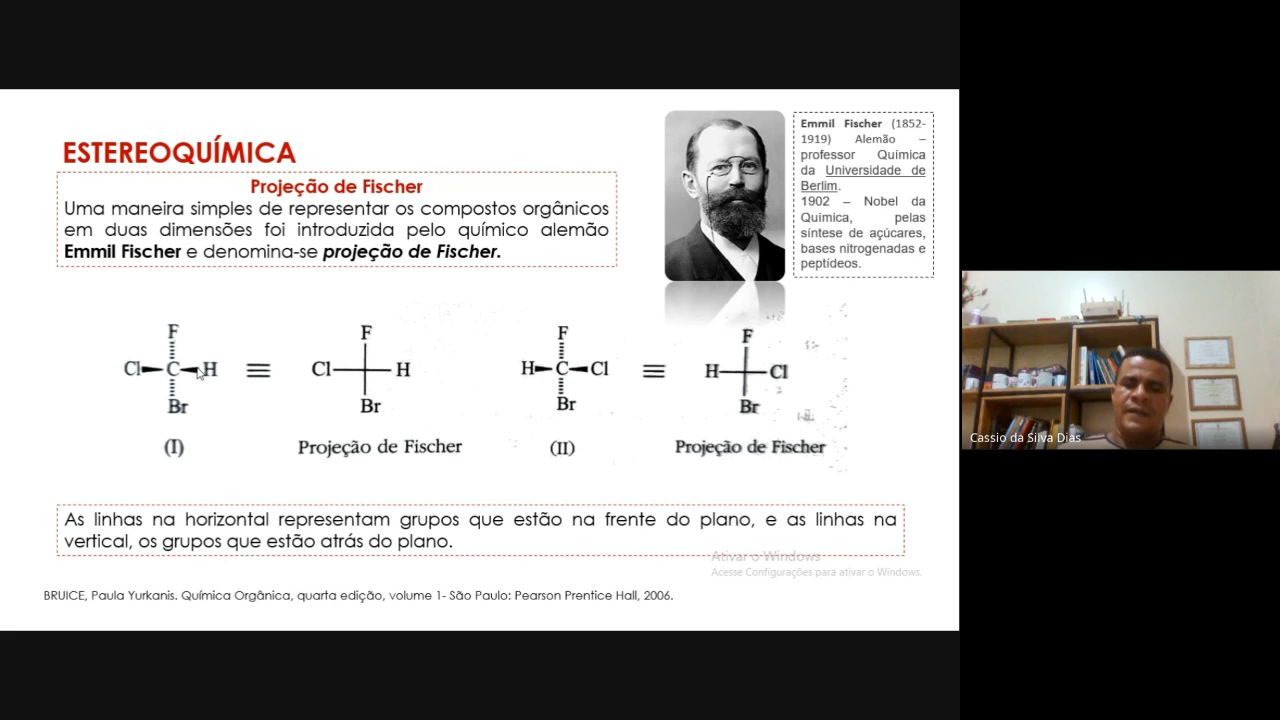 ESTEREOQUÍMICA
Projeção de Fischer
Uma maneira simples de representar os compostos orgânicos
em duas dimensões foi introduzida pelo químico alemão
Emmil Fischer e denomina-se projeção de Fischer.
Emmil Fischer (1852-
1919) Alemão –
professor Química
da Universidade de
Berlim.
1902 – Nobel da
Química, pelas
síntese de açúcares,
bases nitrogenadas e
peptídeos.
F F F F
Cl C H Cl H H C Cl H Cl
Br Br Br Br
(I) Projeção de Fischer (II) Projeção de Fischer
As linhas na horizontal representam grupos que estão na frente do plano, e as linhas na
vertical, os grupos que estão atrás do plano.
Ativar o Windows
Acesse Configurações para ativar o Windows.
BRUICE, Paula Yurkanis. Química Orgânica, quarta edição, volume 1- São Paulo: Pearson Prentice Hall, 2006.
Cassio da Silva Dias